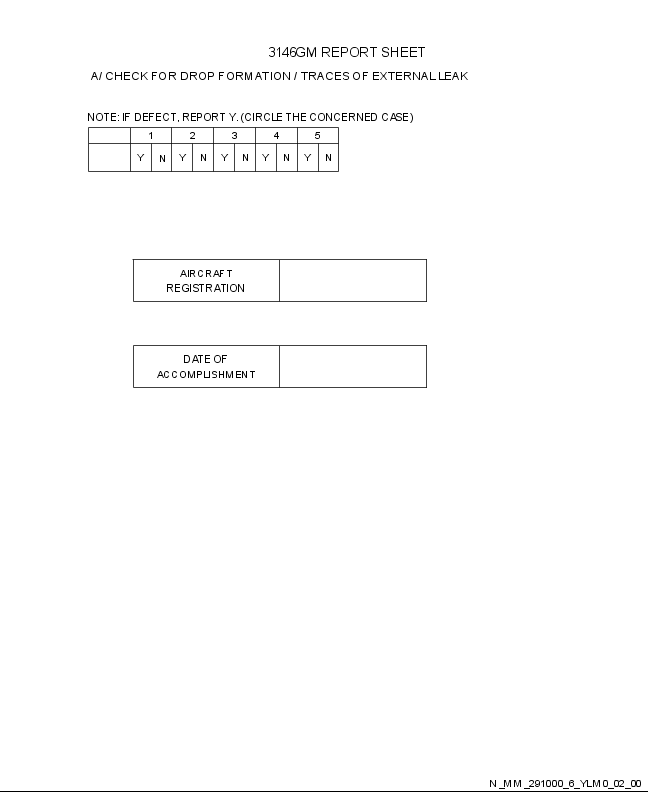 3146GM REPORT SHEET
A/ CHECK FOR DROP FORMATION / TRACES OF EXTERNAL LEAK
NOTE: IF DEFECT, REPORT Y. (CIRCLE THE CONCERNED CASE)
1 2 3 4 5
Y N Y N Y N Y N Y N
AIRCRAFT
REGISTRATION
DATE OF
ACCOMPLISHMENT
N_MM_291000_6_YLM0_02_00